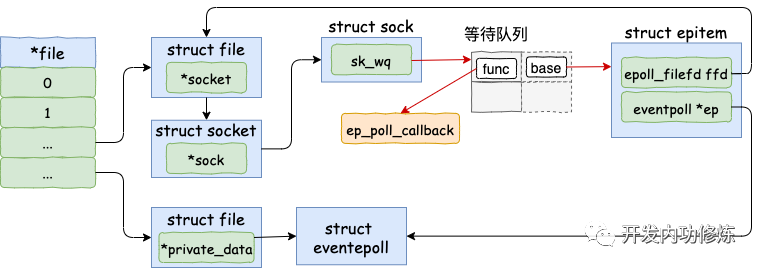 *file
0
1
...
...
struct file
*socket
struct socket
*sock
struct sock
sk_wq
等待队列
func
base
ep_poll_callback
struct epitem
epoll_filefd ffd
eventpoll *ep
struct file
*private_data
struct
eventepoll
开发内功修炼